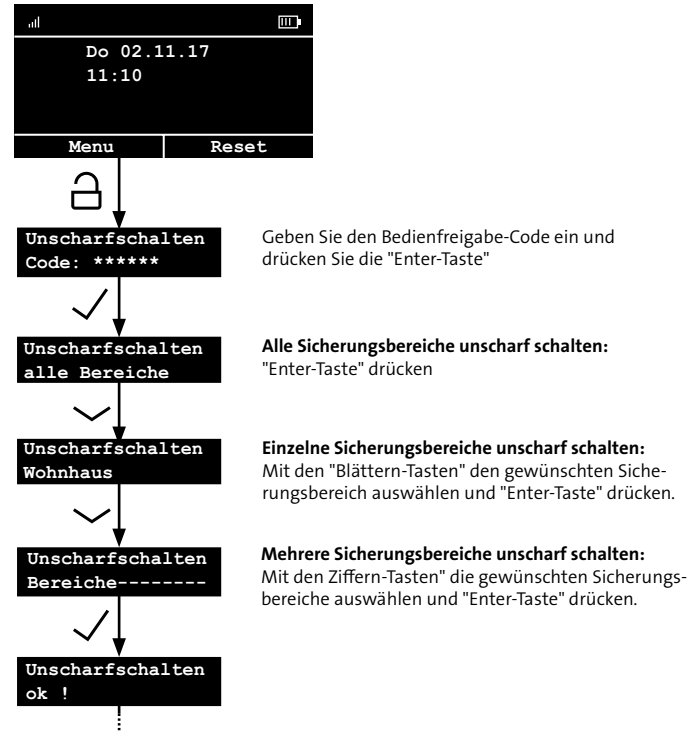 Do 02.11.17
11:10
Menu Reset
Unscharfschalten
Code: ******
Geben Sie den Bedienfreigabe-Code ein und
drücken Sie die "Enter-Taste"
Unscharfschalten
alle Bereiche
Alle Sicherungsbereiche unscharf schalten:
"Enter-Taste" drücken
Unscharfschalten
Wohnhaus
Einzelne Sicherungsbereiche unscharf schalten:
Mit den "Blättern-Tasten" den gewünschten Siche-
rungsbereich auswählen und "Enter-Taste" drücken.
Unscharfschalten
Bereiche--------
Mehrere Sicherungsbereiche unscharf schalten:
Mit den Ziffern-Tasten" die gewünschten Sicherungs-
bereiche auswählen und "Enter-Taste" drücken.
Unscharfschalten
ok !